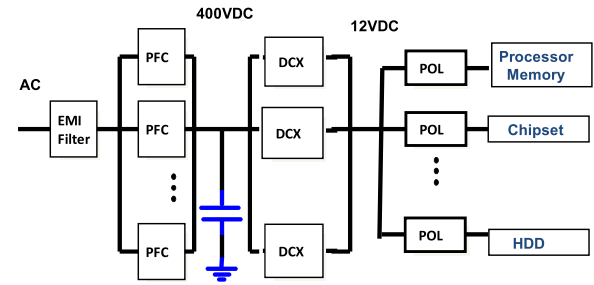 400VDC
12VDC
AC
EMI
Filter
PFC
PFC
PFC
DCX
DCX
DCX
POL
POL
POL
Processor
Memory
Chipset
HDD